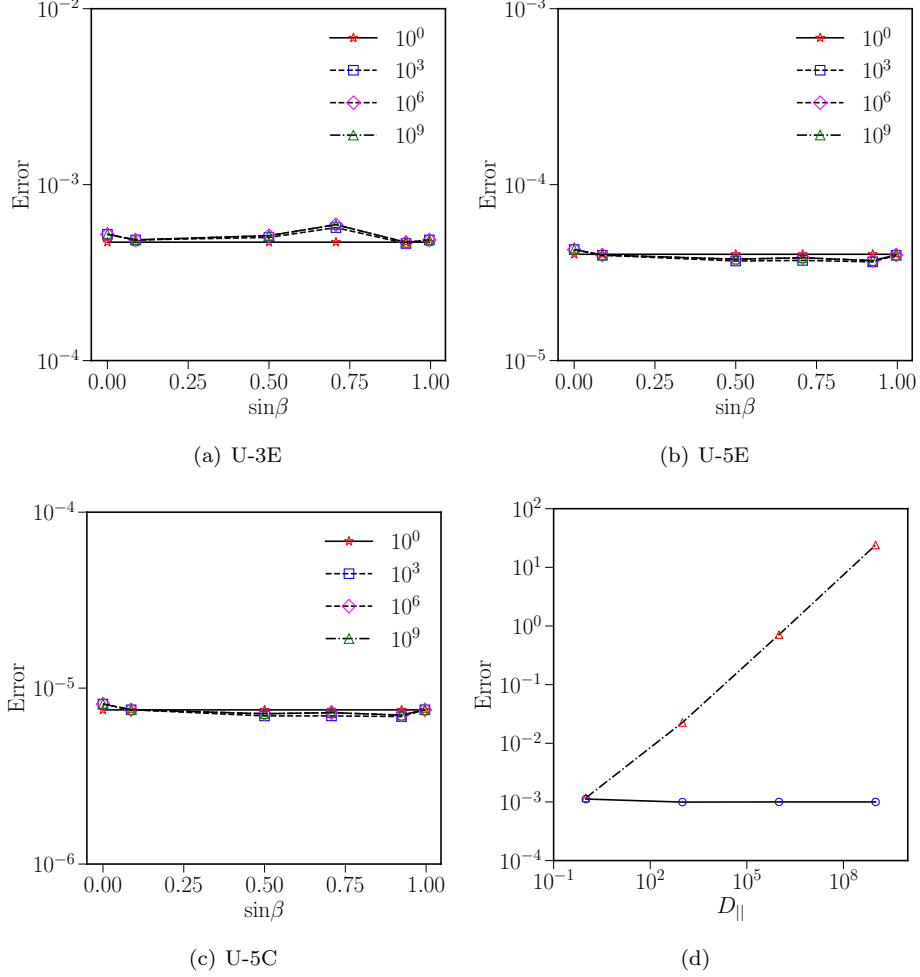 10^{-2}
10^{-3}
10^{-4}
Error
0.00 0.25 0.50 0.75 1.00
sinβ
10^0
10^3
10^6
10^9
(a) U-3E
10^{-3}
10^{-4}
10^{-5}
Error
0.00 0.25 0.50 0.75 1.00
sinβ
10^0
10^3
10^6
10^9
(b) U-5E
10^{-4}
10^{-5}
10^{-6}
Error
0.00 0.25 0.50 0.75 1.00
sinβ
10^0
10^3
10^6
10^9
(c) U-5C
10^2
10^1
10^0
10^{-1}
10^{-2}
10^{-3}
10^{-4}
Error
10^{-1} 10^2 10^5 10^8
D_{||}
(d)